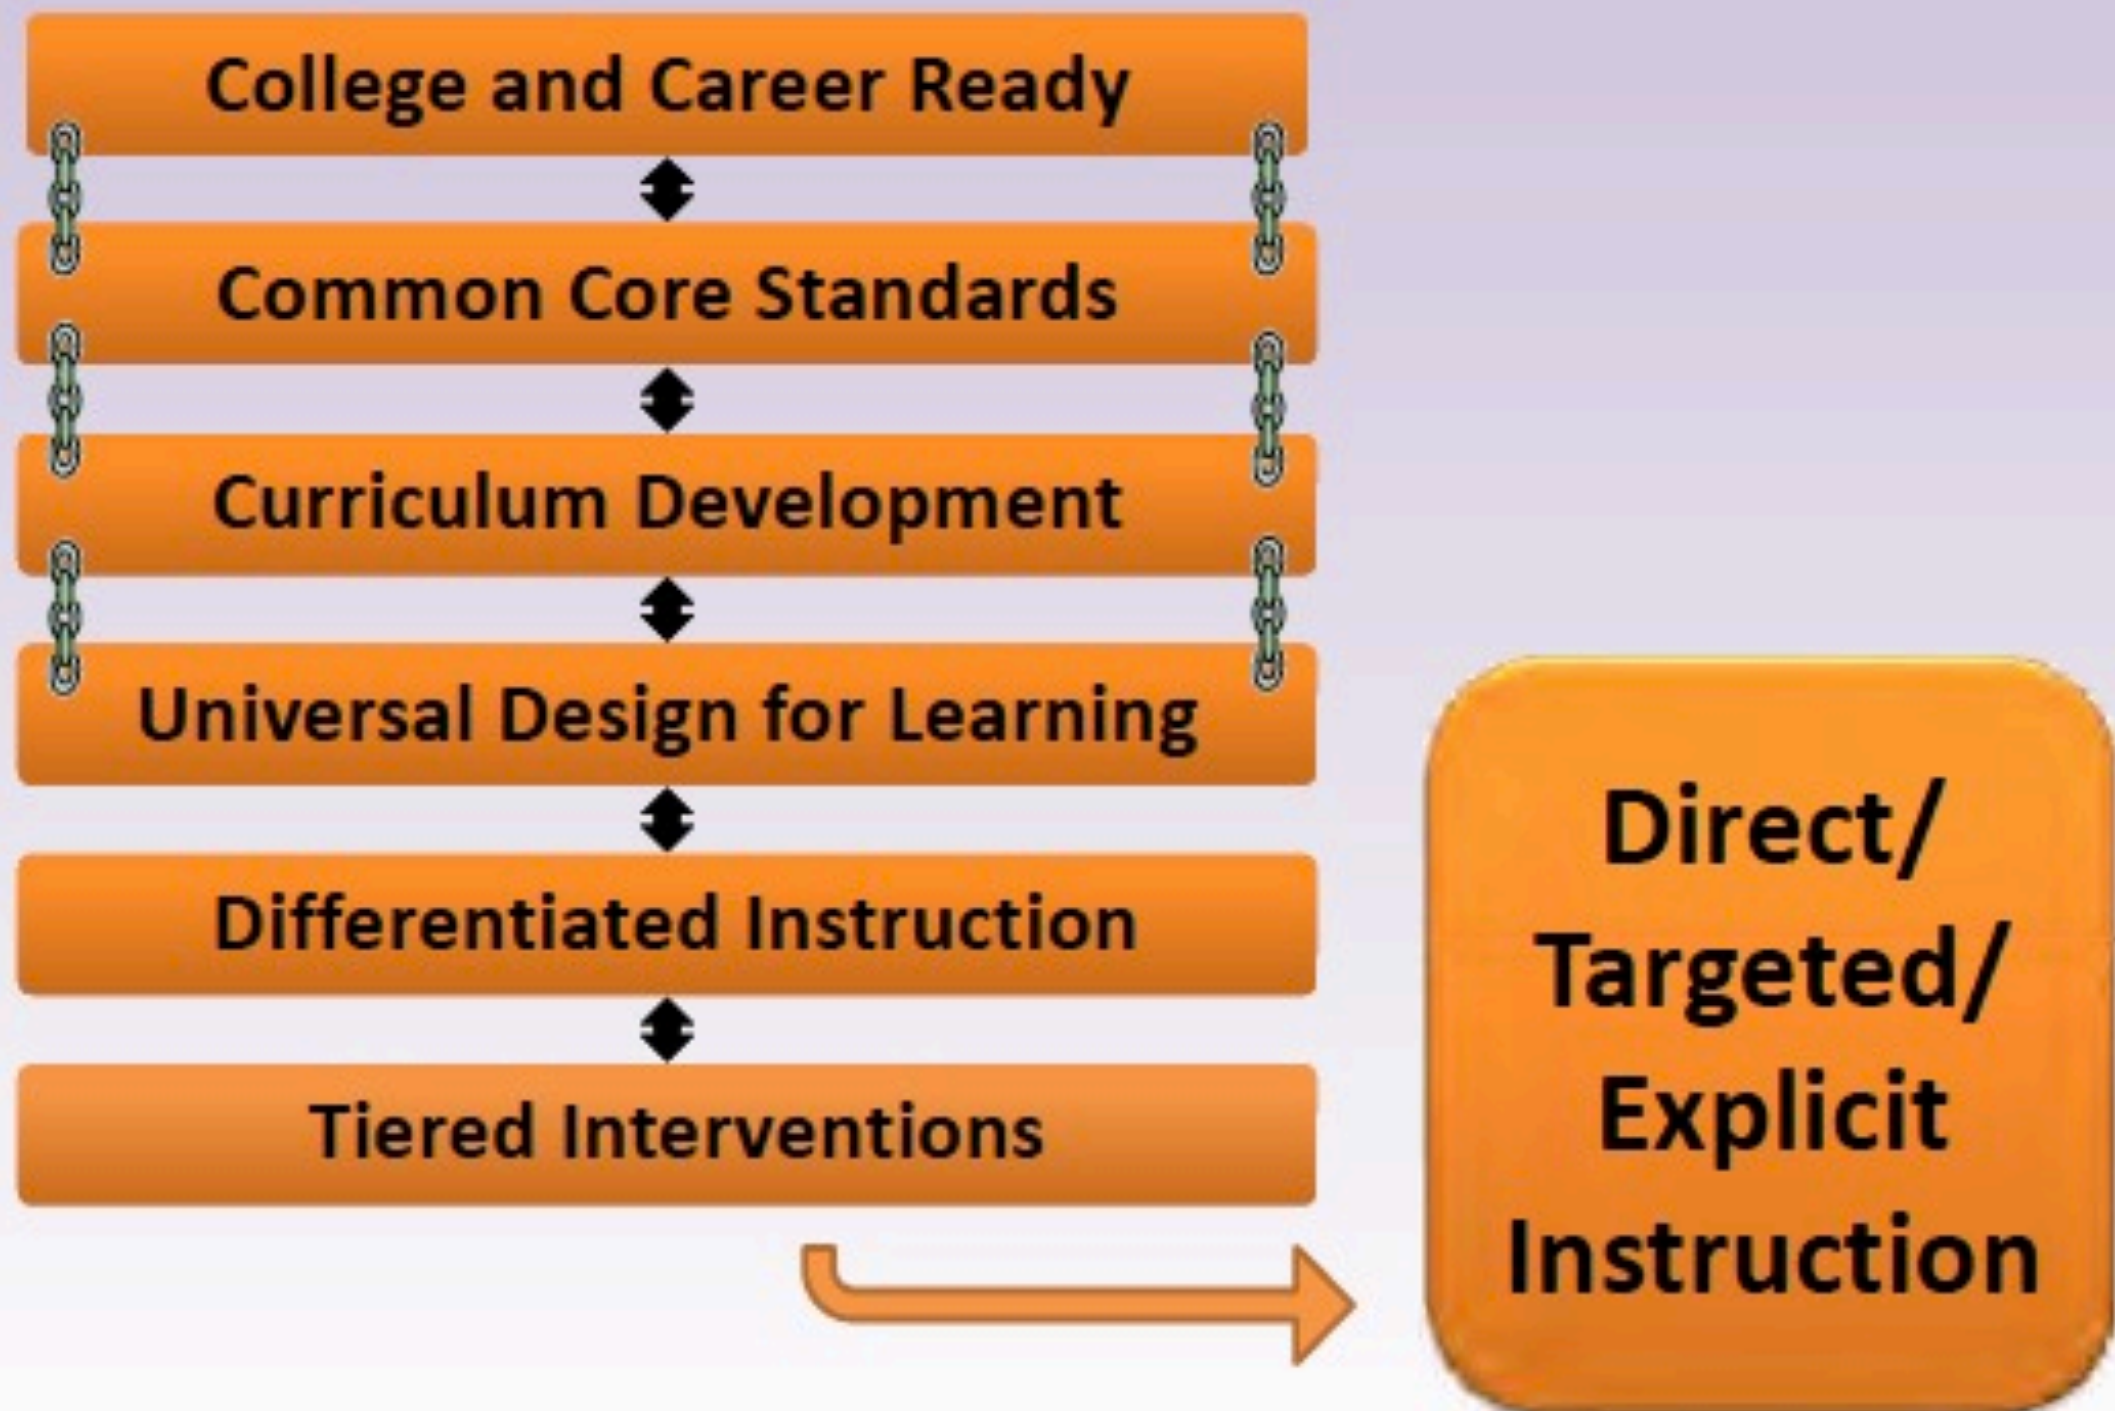 College and Career Ready
Common Core Standards
Curriculum Development
Universal Design for Learning
Differentiated Instruction
Tiered Interventions
Direct/
Targeted/
Explicit
Instruction